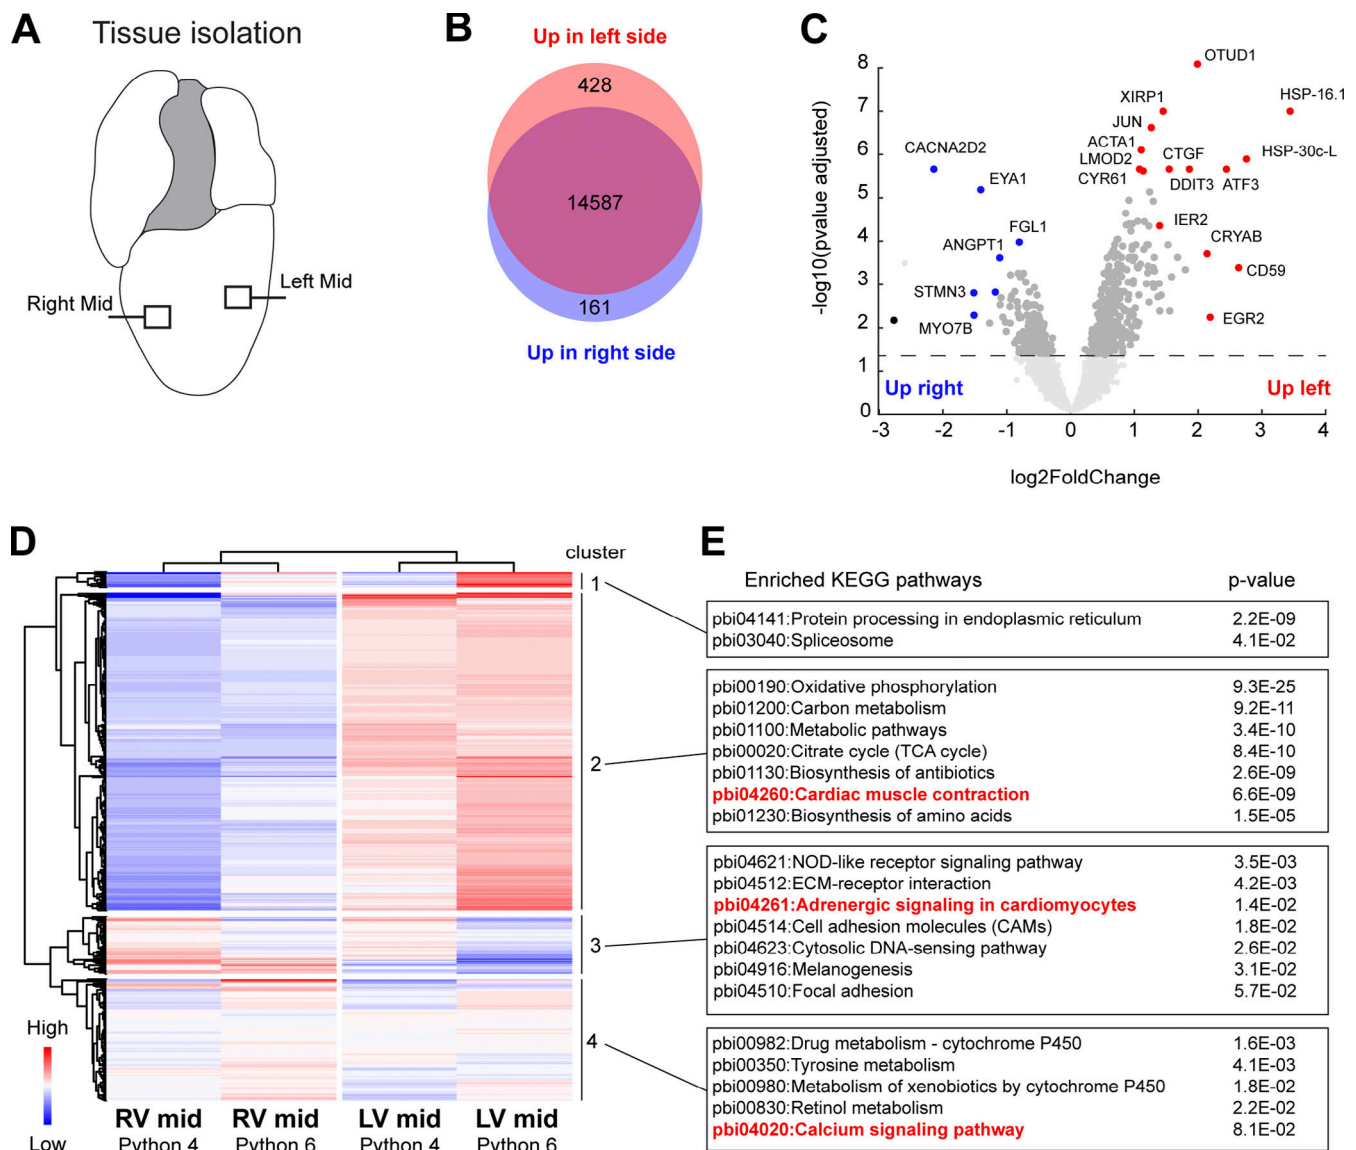 A
Tissue isolation
Right Mid
Left Mid
B
Up in left side
428
14587
161
Up in right side
C
-log10(pvalue adjusted)
8
7
6
5
4
3
2
1
0
OTUD1
XIRP1
HSP-16.1
JUN
ACTA1
HSP-30c-L
LMOD2
CTGF
CYR61
DDIT3
ATF3
CACNA2D2
EYA1
IER2
FGL1
CRYAB
ANGPT1
CD59
STMN3
EGR2
MYO7B
Up right
Up left
-3
-2
-1
0
1
2
3
4
log2FoldChange
D
cluster
1
2
3
4
High
Low
RV mid
RV mid
LV mid
LV mid
Python 4
Python 6
Python 4
Python 6
E
Enriched KEGG pathways p-value
pbi04141:Protein processing in endoplasmic reticulum 2.2E-09
pbi03040:Spliceosome 4.1E-02
pbi00190:Oxidative phosphorylation 9.3E-25
pbi01200:Carbon metabolism 9.2E-11
pbi01100:Metabolic pathways 3.4E-10
pbi00020:Citrate cycle (TCA cycle) 8.4E-10
pbi01130:Biosynthesis of antibiotics 2.6E-09
pbi04260:Cardiac muscle contraction 6.6E-09
pbi01230:Biosynthesis of amino acids 1.5E-05
pbi04621:NOD-like receptor signaling pathway 3.5E-03
pbi04512:ECM-receptor interaction 4.2E-03
pbi04261:Adrenergic signaling in cardiomyocytes 1.4E-02
pbi04514:Cell adhesion molecules (CAMs) 1.8E-02
pbi04623:Cytosolic DNA-sensing pathway 2.6E-02
pbi04916:Melanogenesis 3.1E-02
pbi04510:Focal adhesion 5.7E-02
pbi00982:Drug metabolism - cytochrome P450 1.6E-03
pbi00350:Tyrosine metabolism 4.1E-03
pbi00980:Metabolism of xenobiotics by cytochrome P450 1.8E-02
pbi00830:Retinol metabolism 2.2E-02
pbi04020:Calcium signaling pathway 8.1E-02